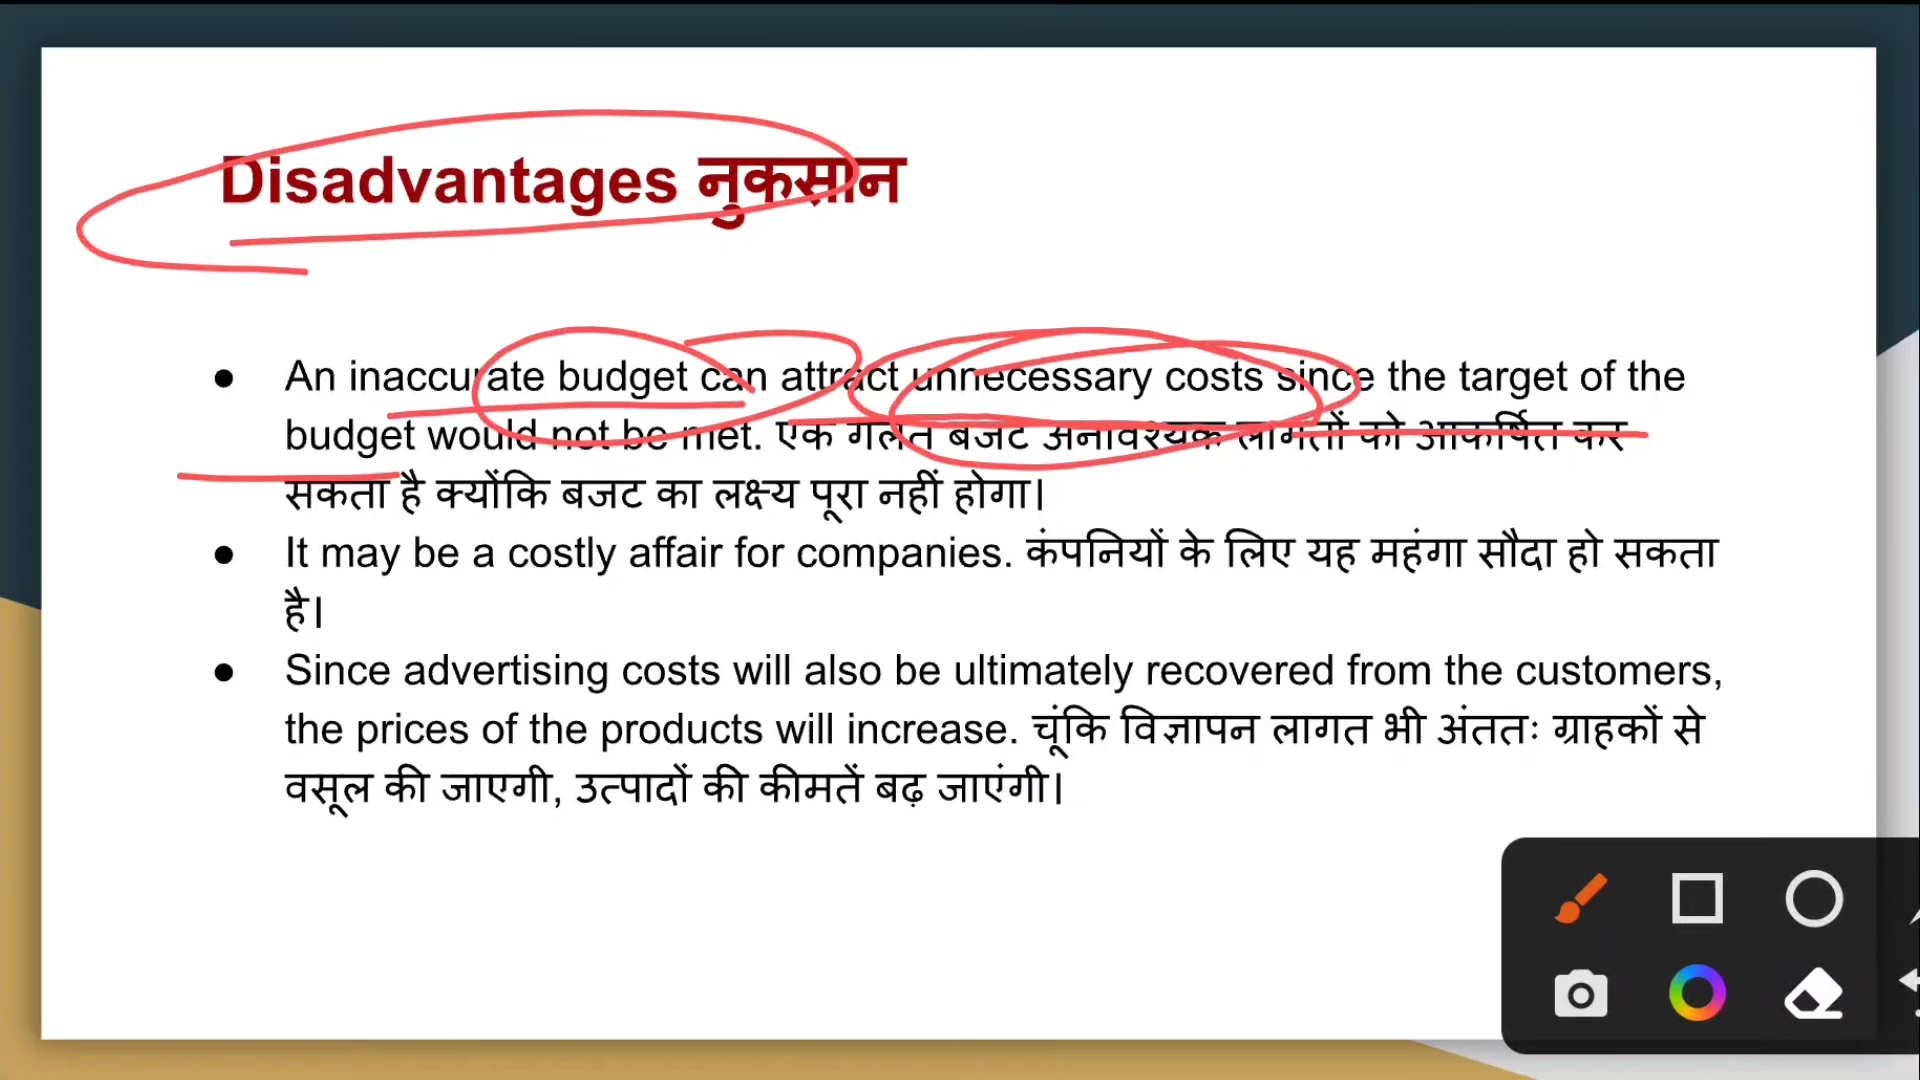 Disadvantages नुकसान
● An inaccurate budget can attract unnecessary costs since the target of the
budget would not be met. एक गलत बजट अनावश्यक लागतों को आकर्षित कर
सकता है क्योंकि बजट का लक्ष्य पूरा नहीं होगा।
● It may be a costly affair for companies. कंपनियों के लिए यह महंगा सौदा हो सकता
है।
● Since advertising costs will also be ultimately recovered from the customers,
the prices of the products will increase. चूंकि विज्ञापन लागत भी अंततः ग्राहकों से
वसूल की जाएगी, उत्पादों की कीमतें बढ़ जाएंगी।